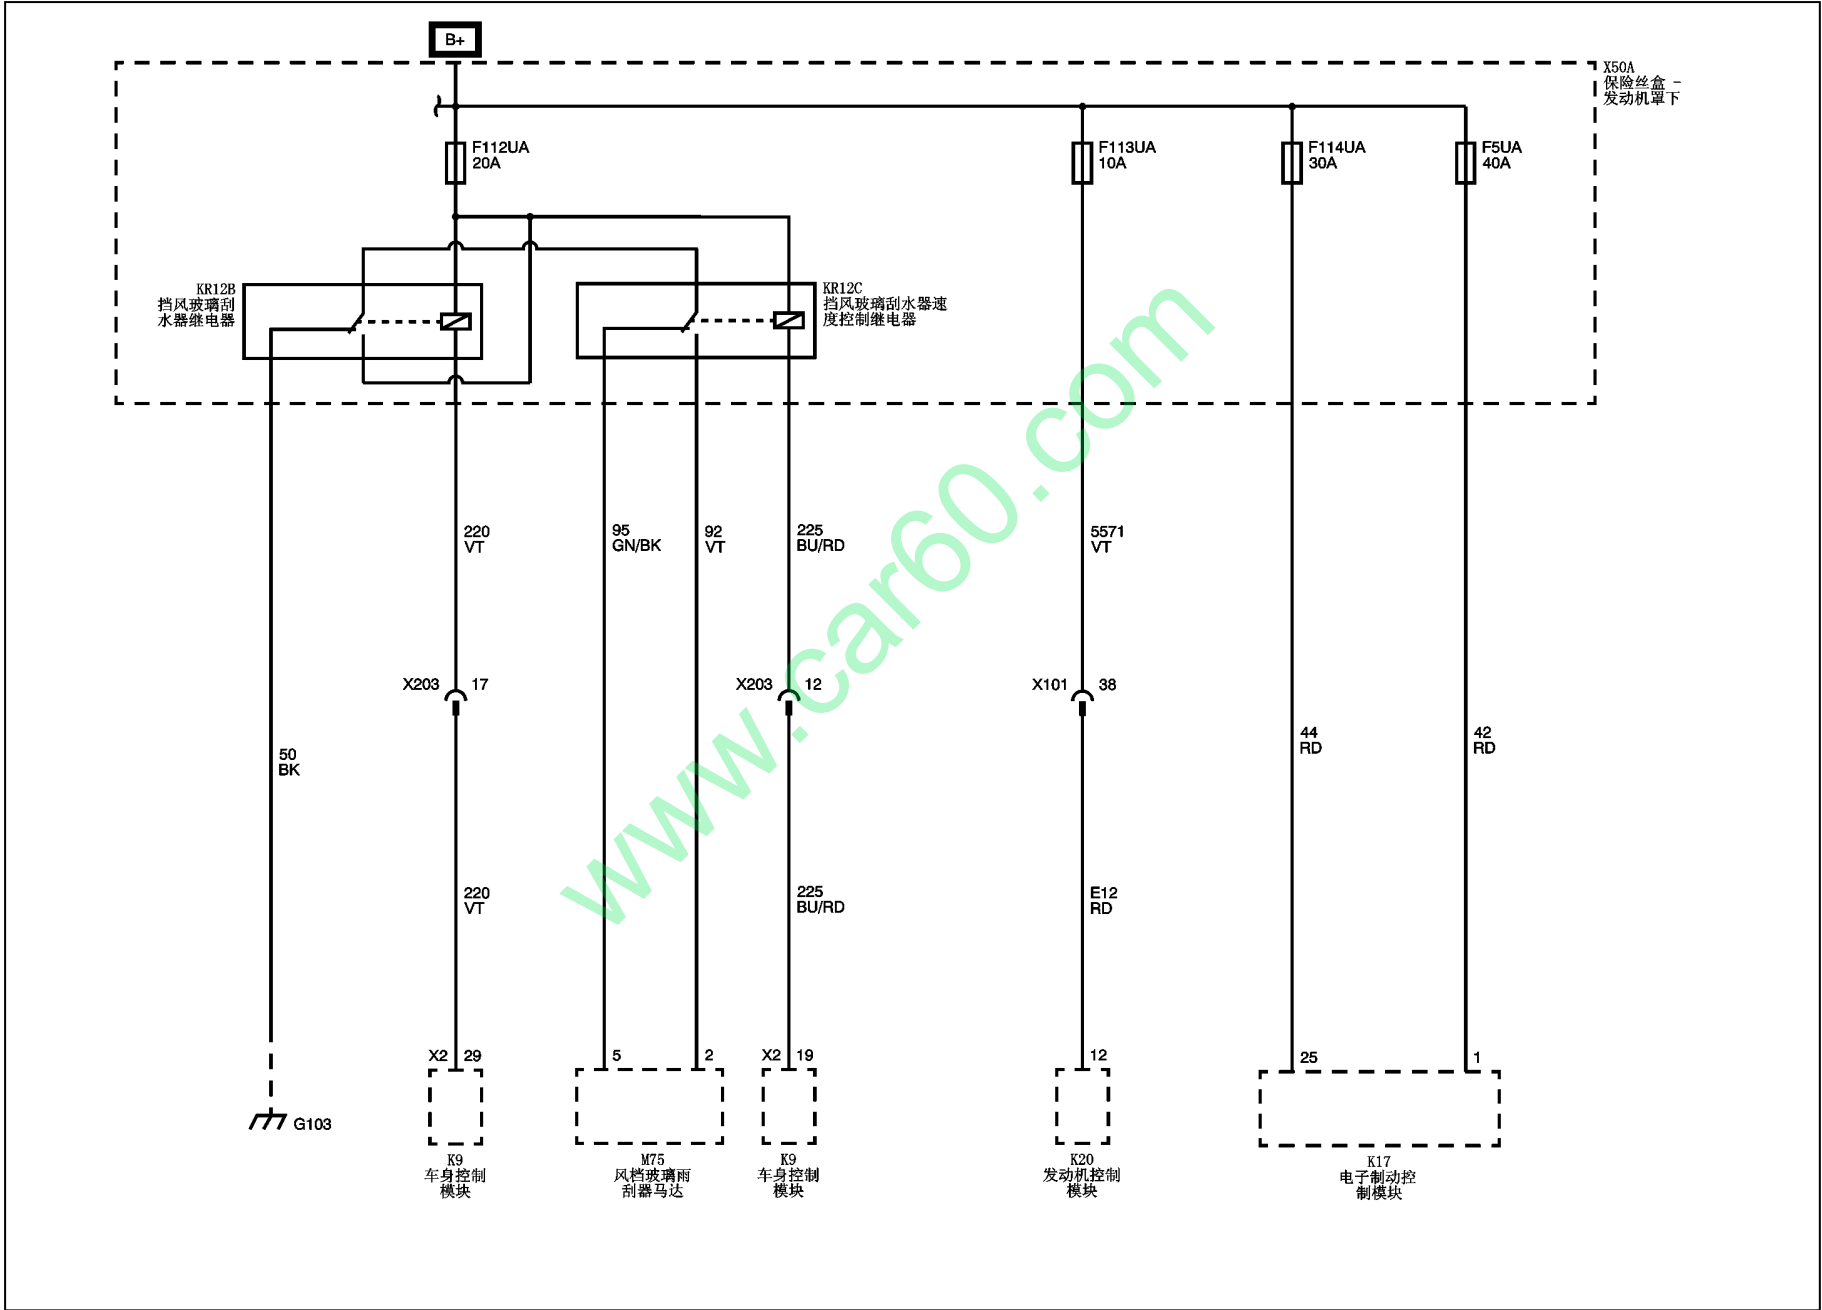 B+
X50A
保险丝盒 -
发动机罩下
F112UA
20A
F113UA
10A
F114UA
30A
F5UA
40A
KR12B
挡风玻璃刮
水器继电器
KR12C
挡风玻璃刮水器速
度控制继电器
220
VT
95
GN/BK
92
VT
225
BU/RD
5571
VT
X203 17
X203 12
X101 38
50
BK
44
RD
42
RD
220
VT
225
BU/RD
E12
RD
X2 29
5
2
X2 19
12
25
1
G103
K9
车身控制
模块
M75
风档玻璃雨
刮器马达
K9
车身控制
模块
K20
发动机控制
模块
K17
电子制动控
制模块
www.car60.com